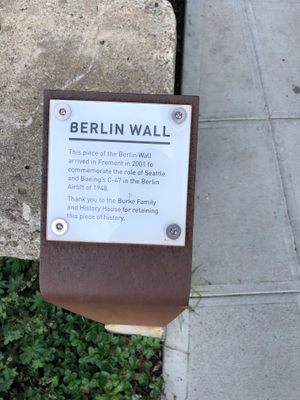 BERLIN WALL
This piece of the Berlin Wall
arrived in Fremont in 2001 to
commemorate the role of Seattle
and Boeing's C-47 in the Berlin
Airlift of 1948.
Thank you to the Burke Family
and History House for retaining
this piece of history.